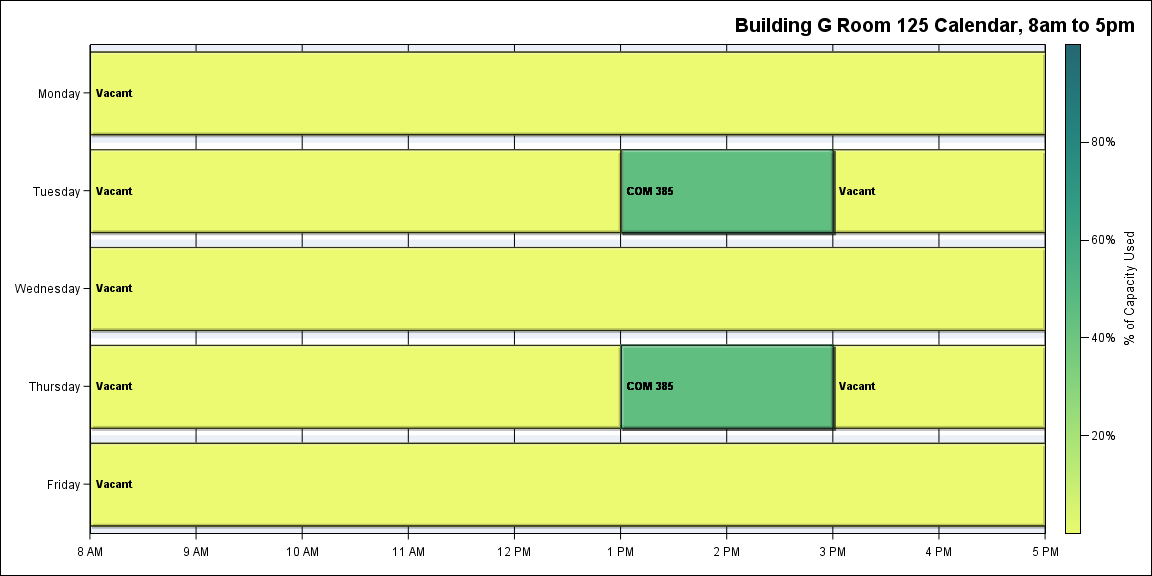 Building G Room 125 Calendar, 8am to 5pm
Monday
Vacant
Tuesday
Vacant
COM 385
Vacant
Wednesday
Vacant
Thursday
Vacant
COM 385
Vacant
Friday
Vacant
8 AM
9 AM
10 AM
11 AM
12 PM
1 PM
2 PM
3 PM
4 PM
5 PM
80%
60%
40%
20%
% of Capacity Used